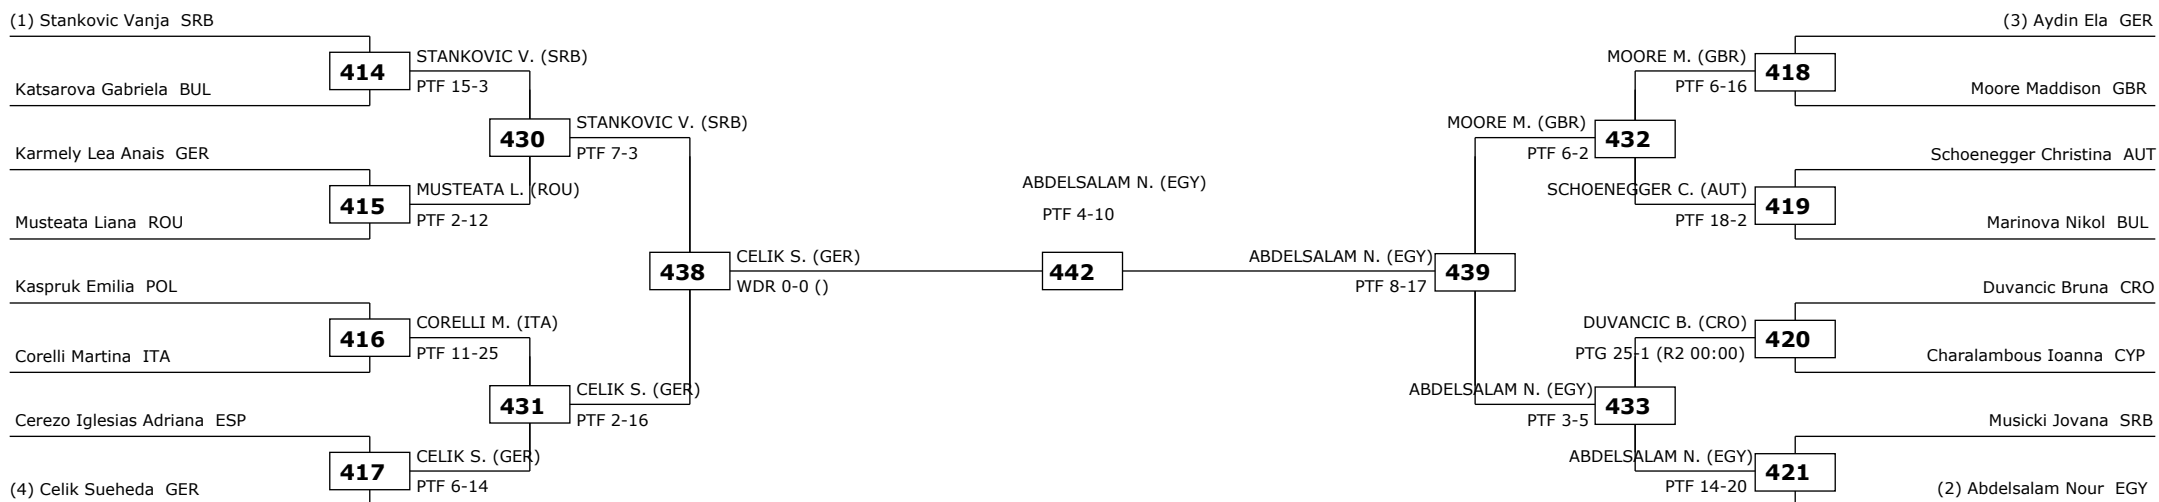 (1) Stankovic Vanja SRB
414
STANKOVIC V. (SRB)
PTF 15-3
Katsarova Gabriela BUL
430
STANKOVIC V. (SRB)
PTF 7-3
Karmely Lea Anais GER
415
MUSTEATA L. (ROU)
PTF 2-12
Musteata Liana ROU
438
CELIK S. (GER)
WDR 0-0 ()
Kaspruk Emilia POL
416
CORELLI M. (ITA)
PTF 11-25
Corelli Martina ITA
431
CELIK S. (GER)
PTF 2-16
Cerezo Iglesias Adriana ESP
417
CELIK S. (GER)
PTF 6-14
(4) Celik Sueheda GER
ABDELSALAM N. (EGY)
PTF 4-10
442
(3) Aydin Ela GER
MOORE M. (GBR)
418
PTF 6-16
Moore Maddison GBR
MOORE M. (GBR)
432
PTF 6-2
Schoenegger Christina AUT
SCHOENEGGER C. (AUT)
419
PTF 18-2
Marinova Nikol BUL
ABDELSALAM N. (EGY)
439
PTF 8-17
Duvancic Bruna CRO
DUVANCIC B. (CRO)
420
PTG 25-1 (R2 00:00)
Charalambous Ioanna CYP
ABDELSALAM N. (EGY)
433
PTF 3-5
Musicki Jovana SRB
ABDELSALAM N. (EGY)
421
PTF 14-20
(2) Abdelsalam Nour EGY